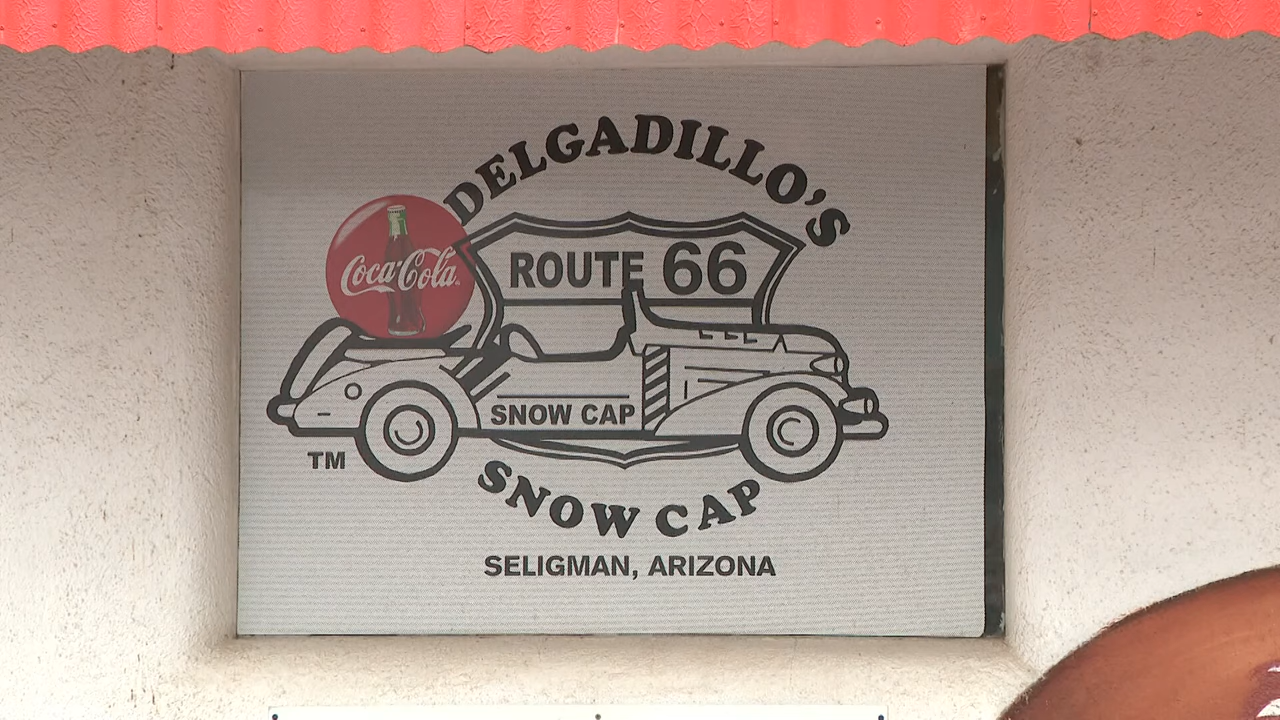 DELGADILLO'S
Coca-Cola
ROUTE 66
SNOW CAP
TM
SNOW CAP
SELIGMAN, ARIZONA